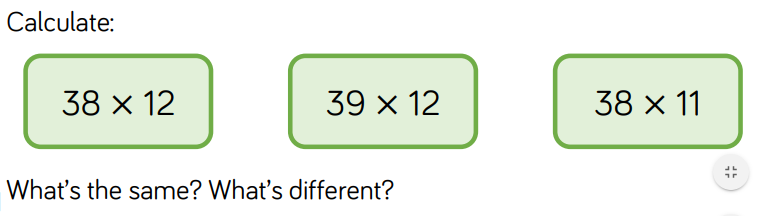 Calculate:
38 × 12
39 × 12
38 × 11
What's the same? What's different?